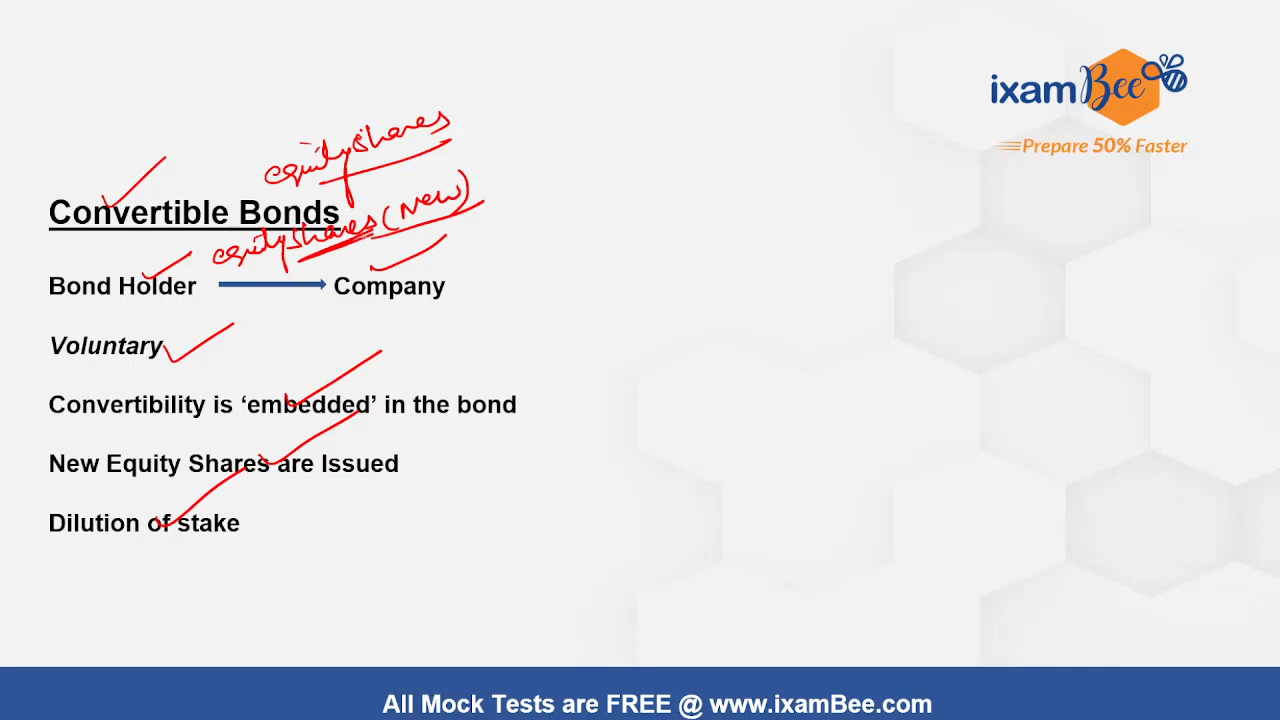 ixamBee
Prepare 50% Faster
equity shares
Convertible Bonds
equity shares (New)
Bond Holder Company
Voluntary
Convertibility is ‘embedded’ in the bond
New Equity Shares are Issued
Dilution of stake
All Mock Tests are FREE @ www.ixamBee.com